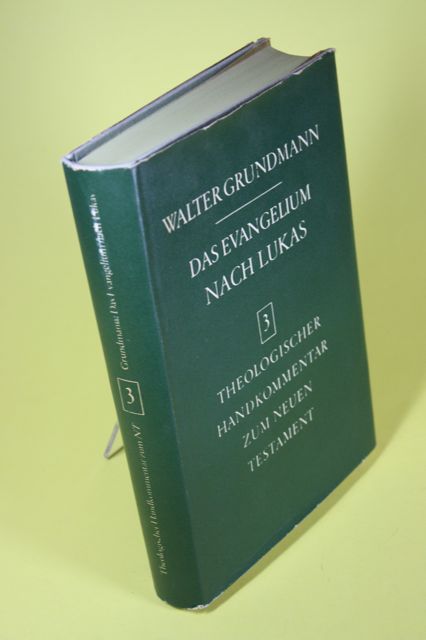 WALTER GRUNDMANN
DAS EVANGELIUM
NACH LUKAS
3
THEOLOGISCHER
HANDKOMMENTAR
ZUM NEUEN
TESTAMENT
Grundmann: Das Evangelium nach Lukas
3
Theologischer Handkommentar zum NT